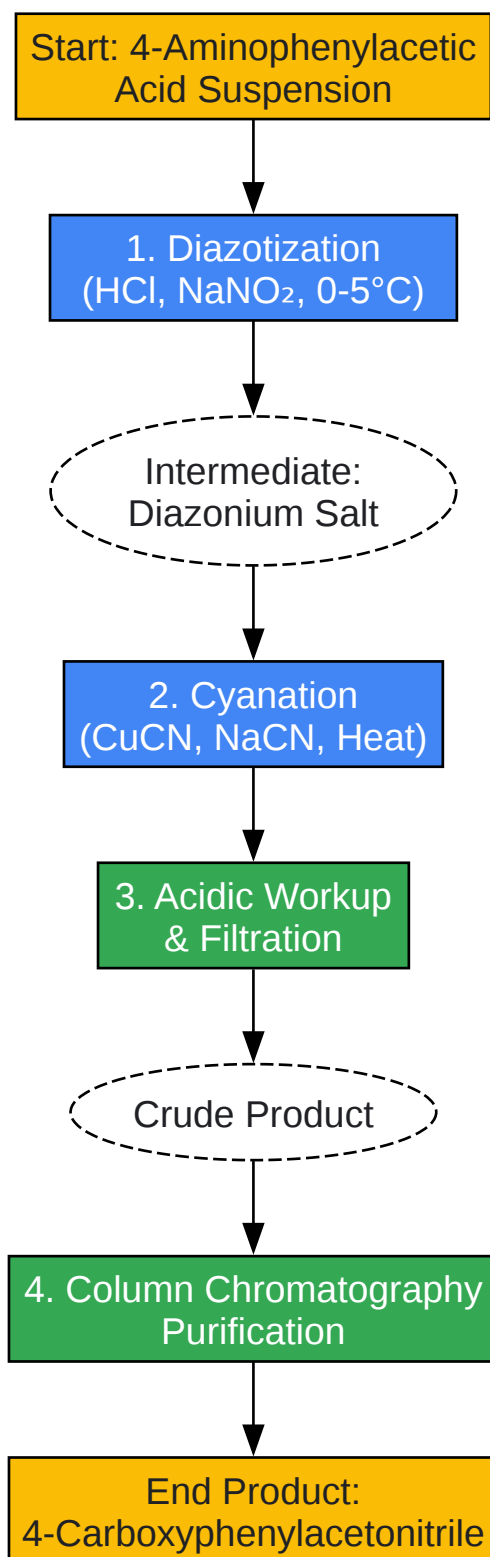 Start: 4-Aminophenylacetic
Acid Suspension
1. Diazotization
(HCl, NaNO₂, 0-5°C)
Intermediate:
Diazonium Salt
2. Cyanation
(CuCN, NaCN, Heat)
3. Acidic Workup
& Filtration
Crude Product
4. Column Chromatography
Purification
End Product:
4-Carboxyphenylacetonitrile